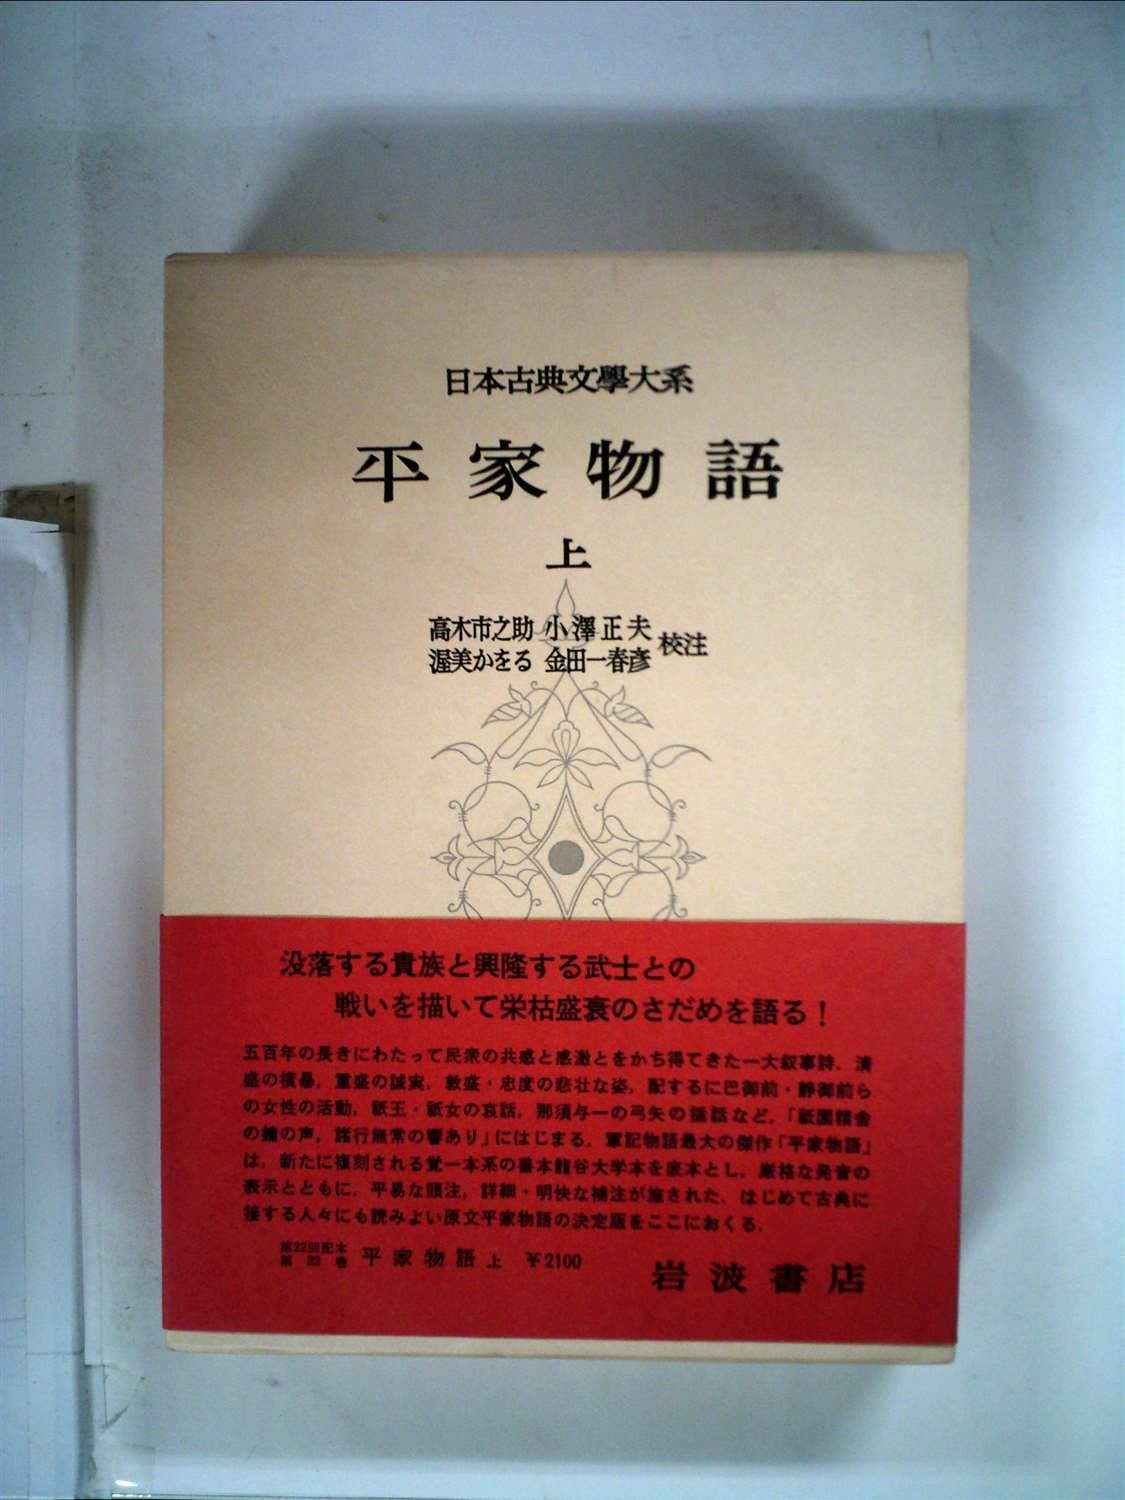 日本古典文學大系
平家物語
上
高木市之助 小澤正夫
渥美かをる 金田一春彦
校注
没落する貴族と興隆する武士との
戦いを描いて栄枯盛衰のさだめを語る！
五百年の長きにわたって民衆の共感と感激とをかち得てきた一大叙事詩、清
盛の横暴，重盛の誠実，敦盛・忠度の悲壮な姿，配するに巴御前・静御前ら
の女性の活動，祇王・祇女の哀話，那須与一の弓矢の插話など，「祇園精舎
の鐘の声，諸行無常の響あり」にはじまる，軍記物語最大の傑作「平家物語」
は，新たに複刻される覚一本系の善本龍谷大学本を底本とし，厳格な発音の
表示とともに，平易な頭注，詳細・明快な補注が施された，はじめて古典に
接する人々にも読みよい原文平家物語の決定版をここにおくる．
第22回配本
第 32 巻
平家物語 上 ￥2100
岩波書店